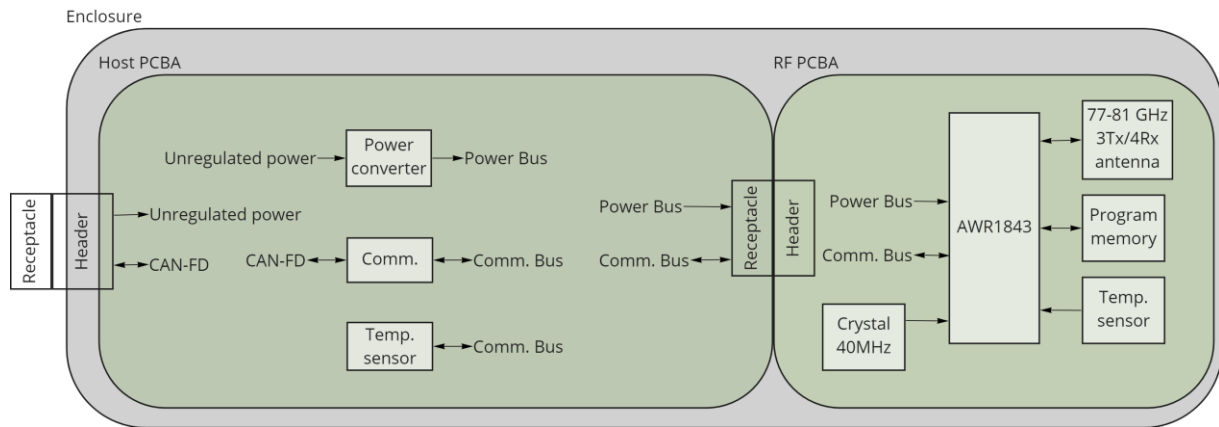 Enclosure
Host PCBA
RF PCBA
Unregulated power
Power
converter
Power Bus
Receptacle
Header
Unregulated power
CAN-FD
CAN-FD
Comm.
Comm. Bus
Temp.
sensor
Comm. Bus
Power Bus
Comm. Bus
Receptacle
Header
Power Bus
Comm. Bus
Crystal
40MHz
AWR1843
77-81 GHz
3Tx/4Rx
antenna
Program
memory
Temp.
sensor